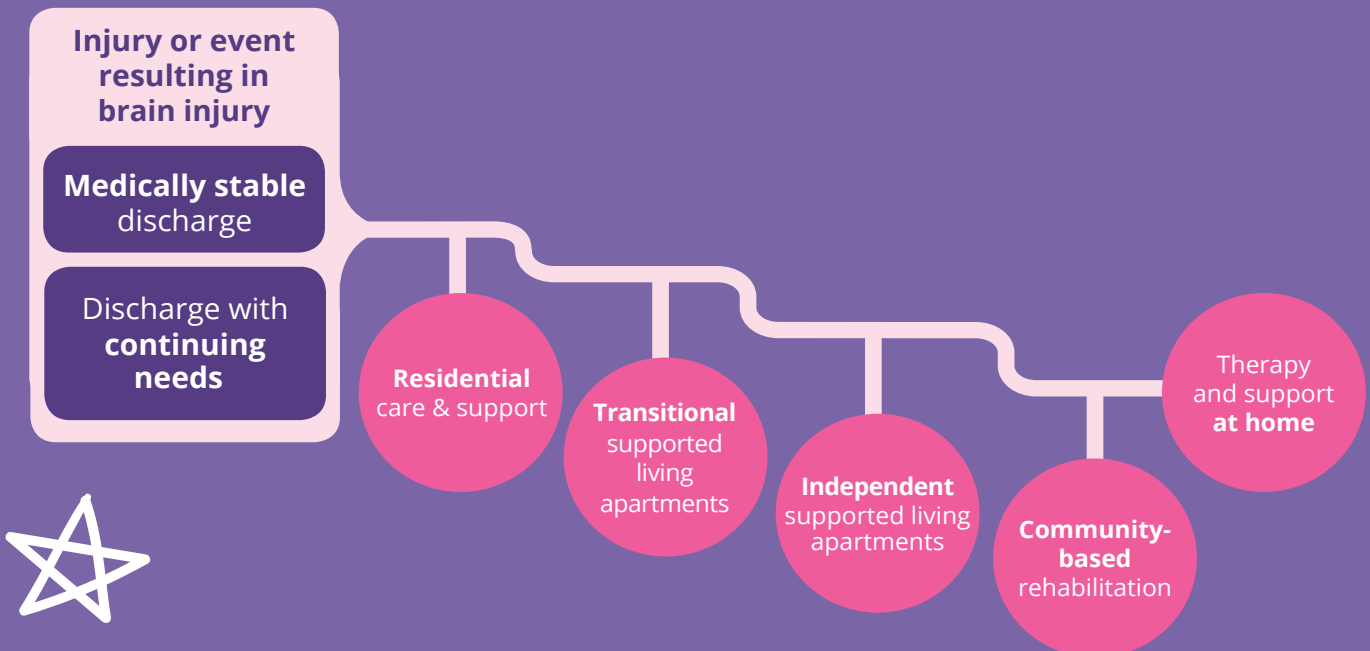 Injury or event
resulting in
brain injury
Medically stable
discharge
Discharge with
continuing
needs
Residential
care & support
Transitional
supported
living
apartments
Independent
supported living
apartments
Community-
based
rehabilitation
Therapy
and support
at home